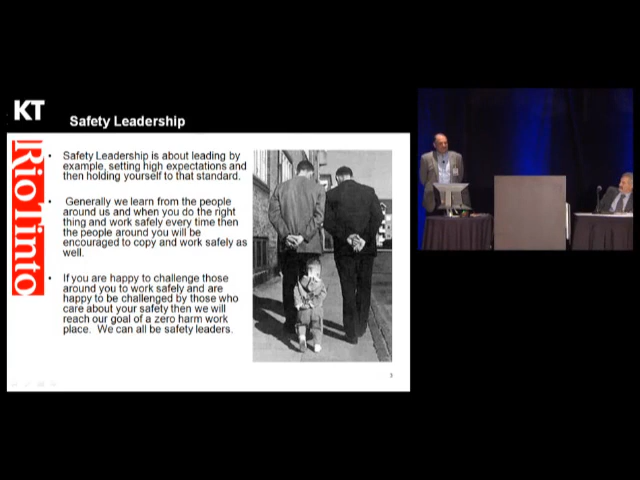 KT
Safety Leadership
Rio Tinto
• Safety Leadership is about leading by
example, setting high expectations and
then holding yourself to that standard.
• Generally we learn from the people
around us and when you do the right
thing and work safely every time then
the people around you will be
encouraged to copy and work safely as
well.
• If you are happy to challenge those
around you to work safely and are
happy to be challenged by those who
care about your safety then we will
reach our goal of a zero harm work
place. We can all be safety leaders.
3